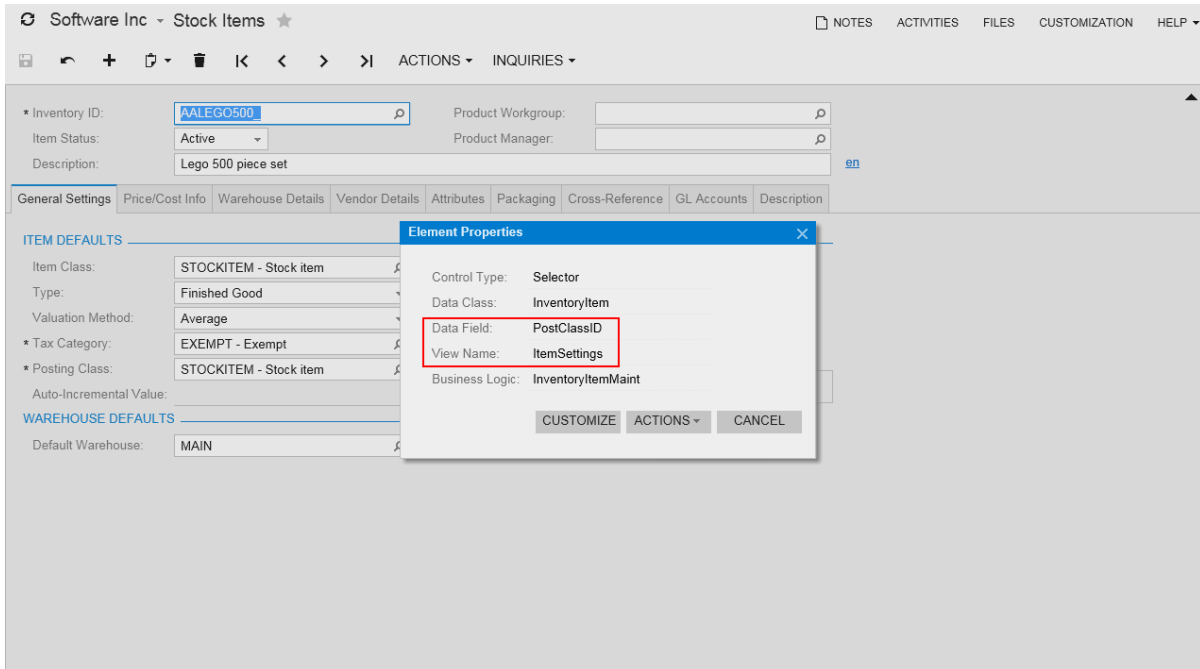 Software Inc Stock Items NOTES ACTIVITIES FILES CUSTOMIZATION HELP
ACTIONS INQUIRIES
* Inventory ID: AALEGO500_ Product Workgroup:
Item Status: Active Product Manager:
Description: Lego 500 piece set en
General Settings Price/Cost Info Warehouse Details Vendor Details Attributes Packaging Cross-Reference GL Accounts Description
Element Properties
ITEM DEFAULTS
Item Class: STOCKITEM - Stock item
Type: Finished Good
Valuation Method: Average
* Tax Category: EXEMPT - Exempt
* Posting Class: STOCKITEM - Stock item
Auto-Incremental Value:
WAREHOUSE DEFAULTS
Default Warehouse: MAIN
Control Type: Selector
Data Class: InventoryItem
Data Field: PostClassID
View Name: ItemSettings
Business Logic: InventoryItemMaint
CUSTOMIZE ACTIONS CANCEL